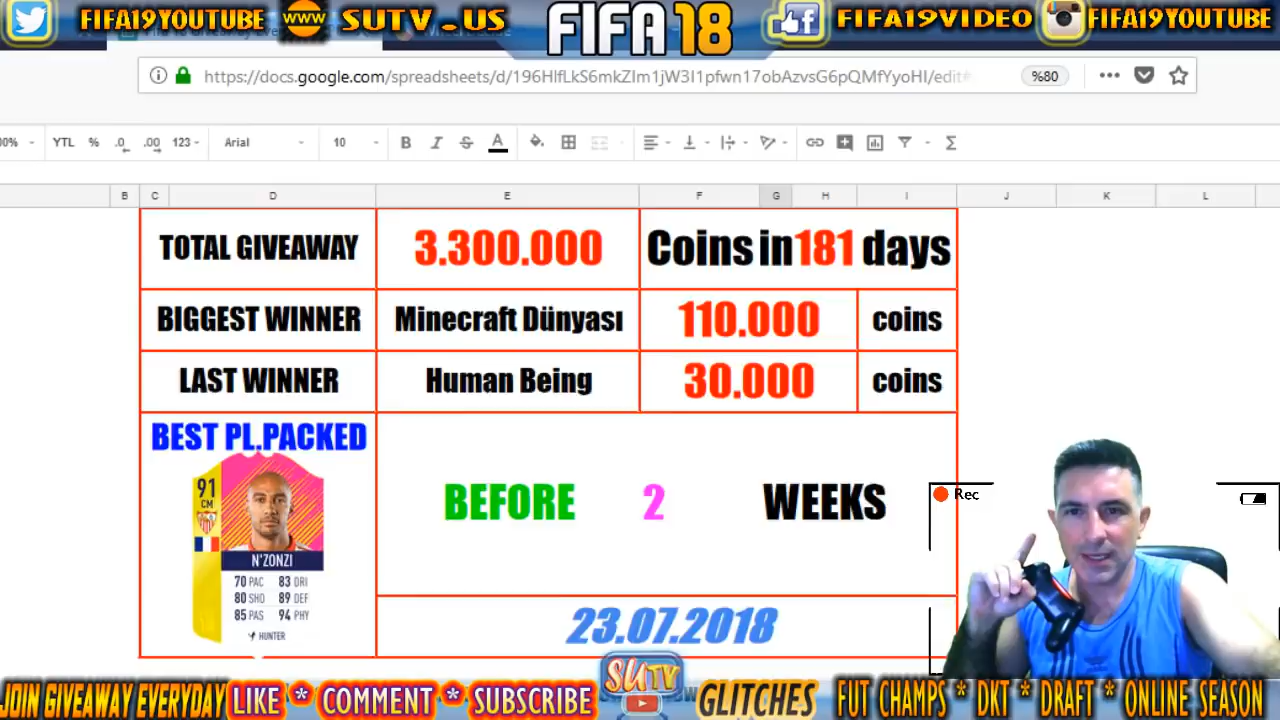 FIFA19YOUTUBE
www
SUTV_US
FIFA 18
FIFA19VIDEO
FIFA19YOUTUBE
https://docs.google.com/spreadsheets/d/196HlfLkS6mkZIm1jW3I1pfwn17obAzvsG6pQMfYyoHI/edit#
%80
YTL % .0 .00 123 Arial 10 B I S A
B C D E F G H I J K L
TOTAL GIVEAWAY 3.300.000 Coins in 181 days
BIGGEST WINNER Minecraft Dünyası 110.000 coins
LAST WINNER Human Being 30.000 coins
BEST PL.PACKED
BEFORE 2 WEEKS
91
CM
N'ZONZI
70 PAC 83 DRI
80 SHO 89 DEF
85 PAS 94 PHY
HUNTER
23.07.2018
Rec
SUTV
JOIN GIVEAWAY EVERYDAY LIKE * COMMENT * SUBSCRIBE GLITCHES FUT CHAMPS * DKT * DRAFT * ONLINE SEASON